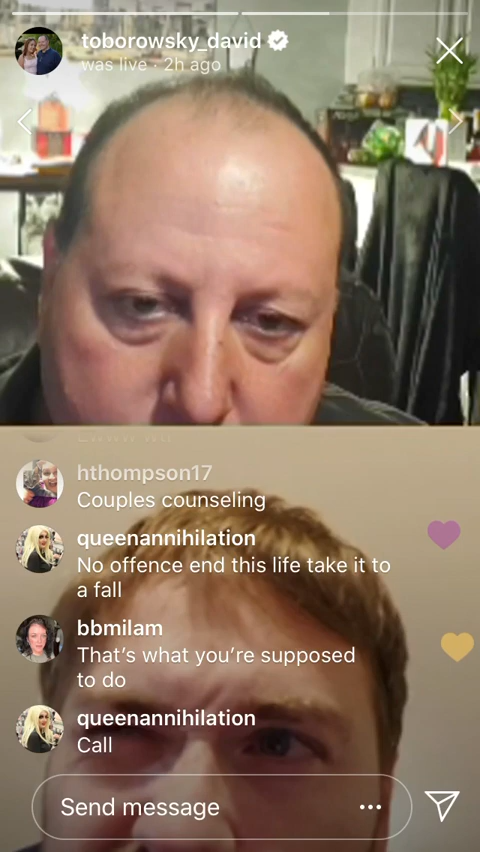 toborowsky_david
was live · 2h ago
hthompson17
Couples counseling
queenannihilation
No offence end this life take it to
a fall
bbmilam
That's what you're supposed
to do
queenannihilation
Call
Send message